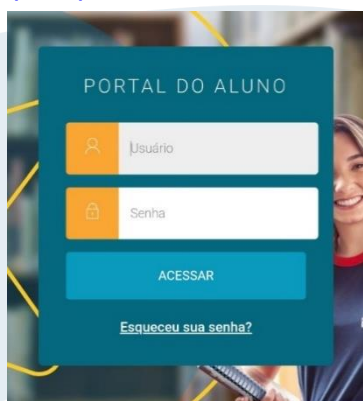 PORTAL DO ALUNO
Usuário
Senha
ACESSAR
Esqueceu sua senha?